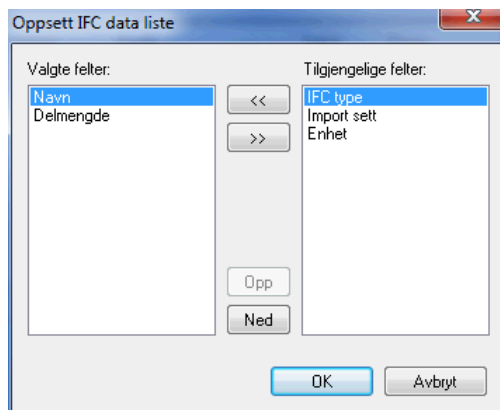 Oppsett IFC data liste
X
Valgte felter:
Navn
Delmengde
<<
>>
Opp
Ned
Tilgjengelige felter:
IFC type
Import sett
Enhet
OK
Avbryt